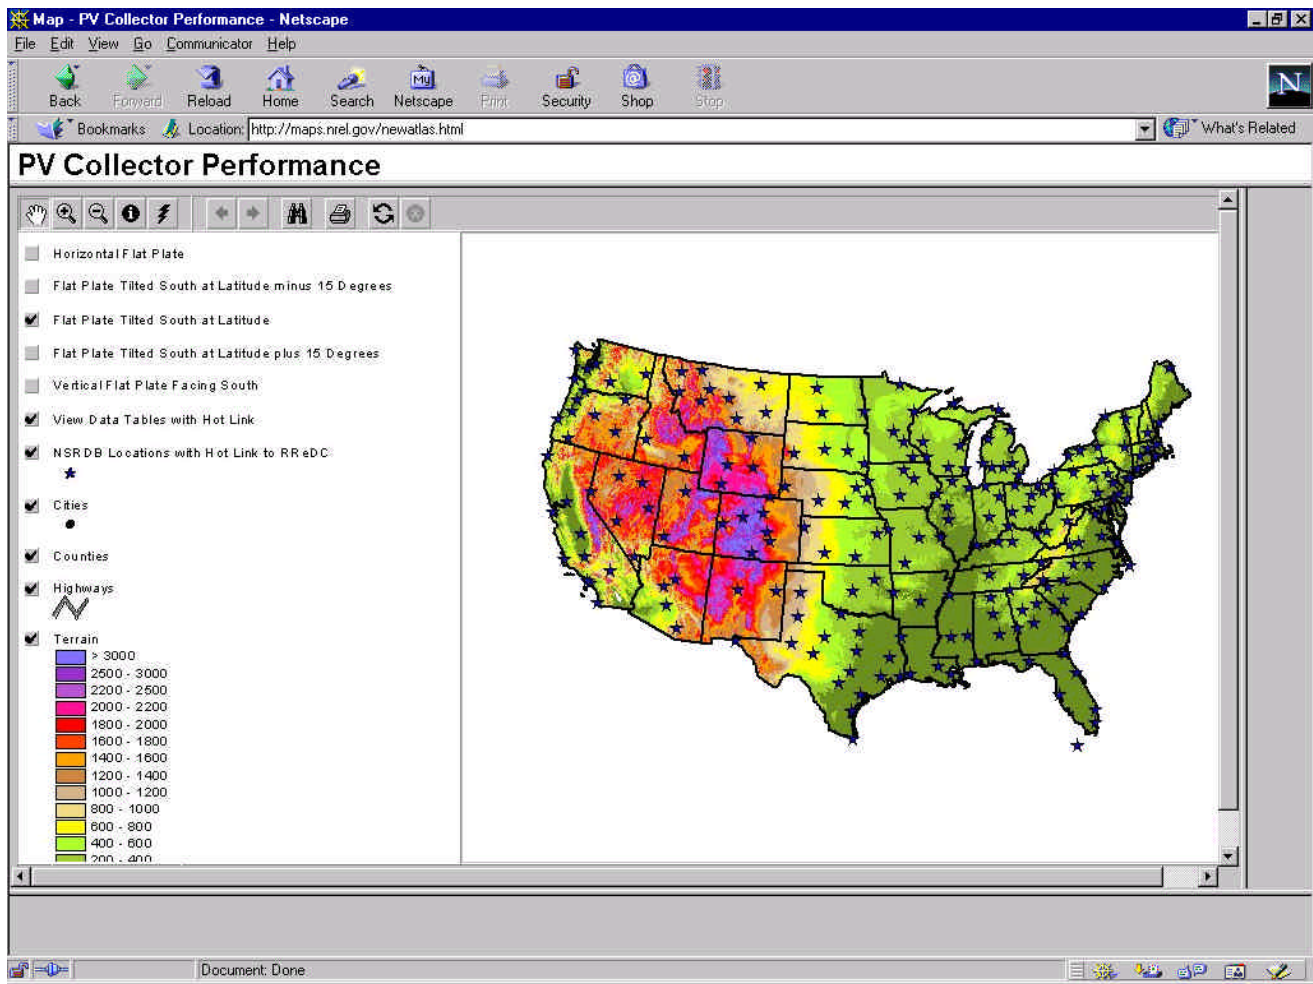 Map - PV Collector Performance - Netscape
File Edit View Go Communicator Help
Back Forward Reload Home Search Netscape Print Security Shop Stop
Bookmarks Location: http://maps.nrel.gov/newatlas.html What's Related
PV Collector Performance
Horizontal Flat Plate
Flat Plate Tilted South at Latitude minus 15 Degrees
Flat Plate Tilted South at Latitude
Flat Plate Tilted South at Latitude plus 15 Degrees
Vertical Flat Plate Facing South
View Data Tables with Hot Link
NSRDB Locations with Hot Link to RReDC
Cities
Counties
Highways
Terrain
> 3000
2500 - 3000
2200 - 2500
2000 - 2200
1800 - 2000
1600 - 1800
1400 - 1600
1200 - 1400
1000 - 1200
800 - 1000
600 - 800
400 - 600
200 - 400
Document: Done